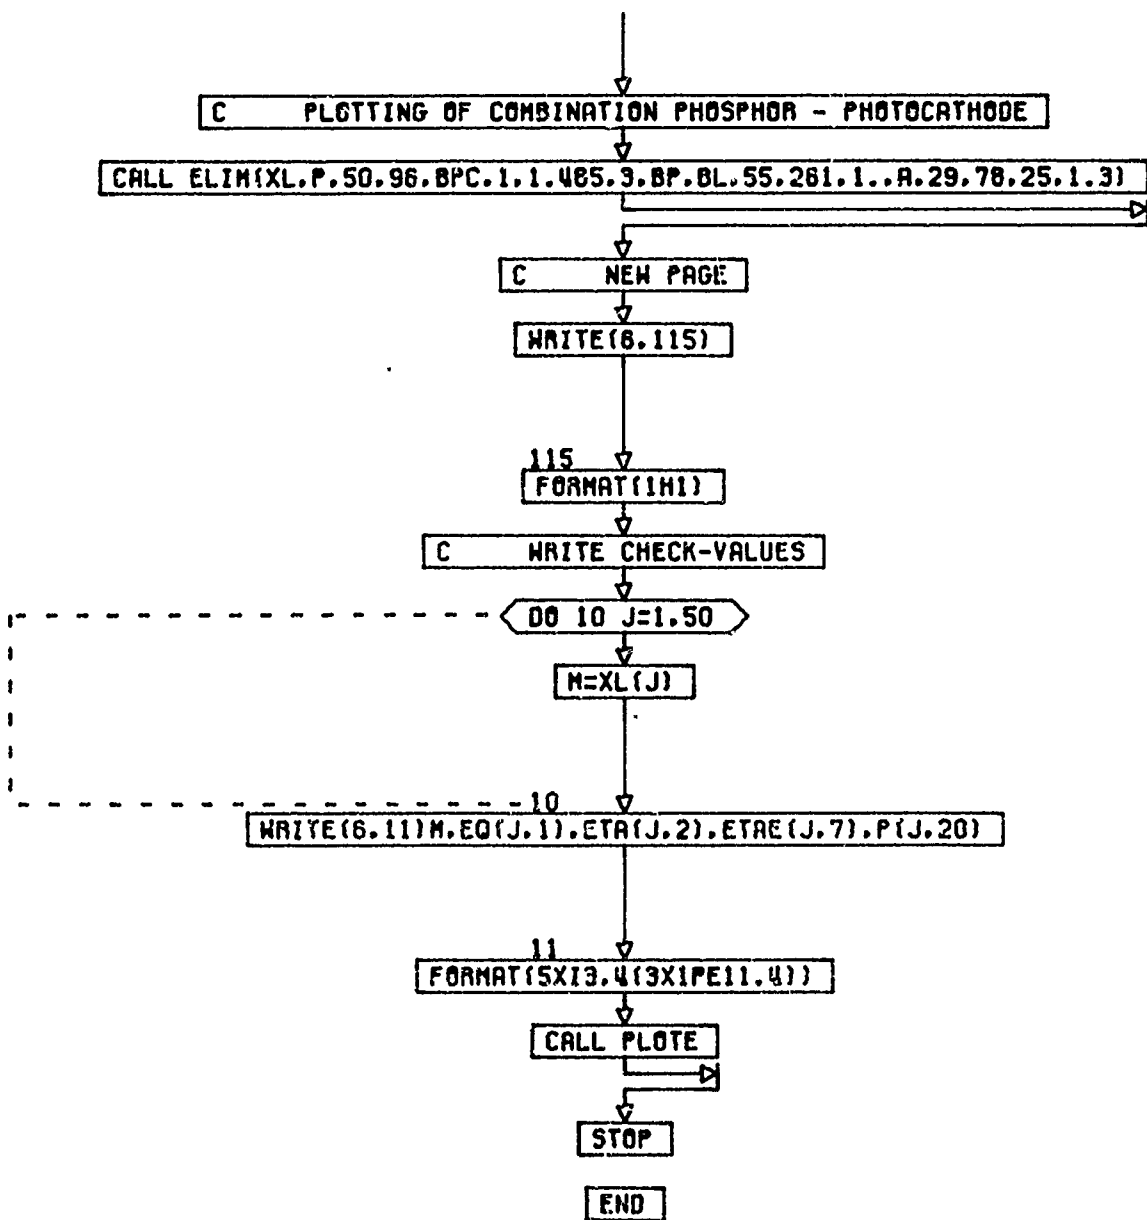 C PLOTTING OF COMBINATION PHOSPHOR - PHOTOCATHODE
CALL ELIM(XL,P,50,96,BPC,1,1.485,3,BP,BL,55,261,1.,A,29,78,25,1,3)
C NEW PAGE
WRITE(6,115)
115
FORMAT(1H1)
C WRITE CHECK-VALUES
DO 10 J=1,50
M=XL(J)
10
WRITE(6,11)M,EQ(J,1),ETA(J,2),ETAE(J,7),P(J,20)
11
FORMAT(5XI3,4(3X1PE11.4))
CALL PLOTE
STOP
END